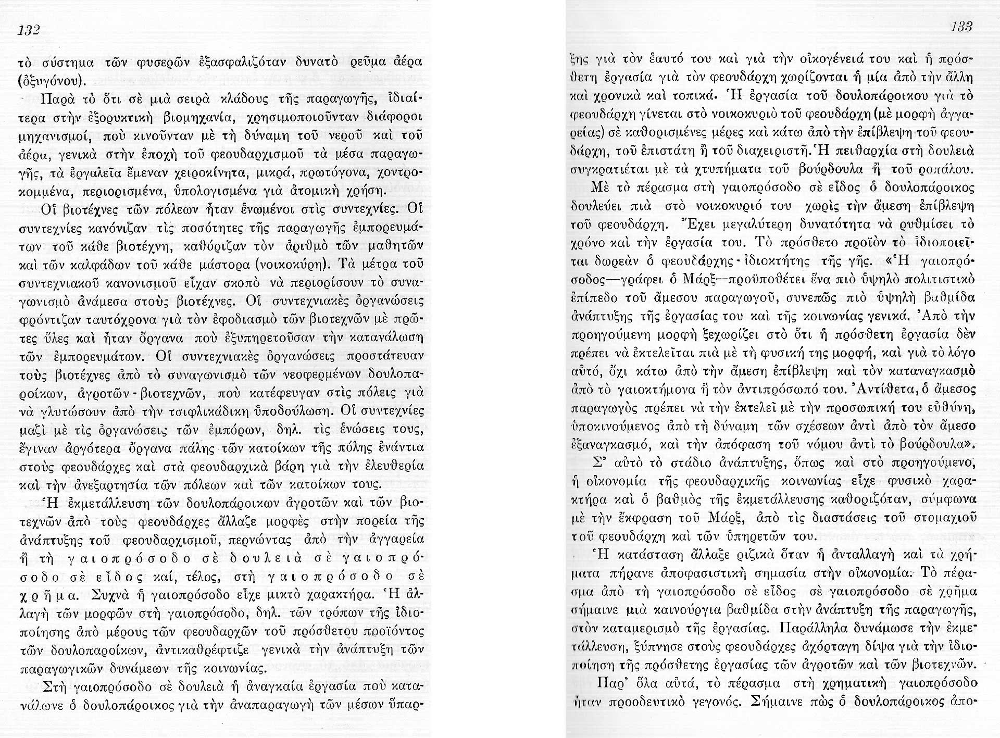 132
τὸ σύστημα τῶν φυσερῶν ἐξασφαλιζόταν δυνατὸ ρεῦμα ἀέρα
(ὀξυγόνου).
Παρὰ τὸ ὅτι σὲ μιὰ σειρὰ κλάδους τῆς παραγωγῆς, ἰδιαί-
τερα στὴν ἐξορυκτικὴ βιομηχανία, χρησιμοποιοῦνταν διάφοροι
μηχανισμοί, ποὺ κινοῦνταν μὲ τὴ δύναμη τοῦ νεροῦ καὶ τοῦ
ἀέρα, γενικὰ στὴν ἐποχὴ τοῦ φεουδαρχισμοῦ τὰ μέσα παραγω-
γῆς, τὰ ἐργαλεῖα ἔμεναν χειροκίνητα, μικρά, πρωτόγονα, χοντρο-
κομμένα, περιορισμένα, ὑπολογισμένα γιὰ ἀτομικὴ χρήση.
Οἱ βιοτέχνες τῶν πόλεων ἦταν ἑνωμένοι στὶς συντεχνίες. Οἱ
συντεχνίες κανόνιζαν τὶς ποσότητες τῆς παραγωγῆς ἐμπορευμά-
των τοῦ κάθε βιοτέχνη, καθόριζαν τὸν ἀριθμὸ τῶν μαθητῶν
καὶ τῶν καλφάδων τοῦ κάθε μάστορα (νοικοκύρη). Τὰ μέτρα τοῦ
συντεχνιακοῦ κανονισμοῦ εἶχαν σκοπὸ νὰ περιορίσουν τὸ συνα-
γωνισμὸ ἀνάμεσα στοὺς βιοτέχνες. Οἱ συντεχνιακὲς ὀργανώσεις
φρόντιζαν ταυτόχρονα γιὰ τὸν ἐφοδιασμὸ τῶν βιοτεχνῶν μὲ πρῶ-
τες ὕλες καὶ ἦταν ὄργανα ποὺ ἐξυπηρετοῦσαν τὴν κατανάλωση
τῶν ἐμπορευμάτων. Οἱ συντεχνιακὲς ὀργανώσεις προστάτευαν
τοὺς βιοτέχνες ἀπὸ τὸ συναγωνισμὸ τῶν νεοφερμένων δουλοπα-
ροίκων, ἀγροτῶν-βιοτεχνῶν, ποὺ κατέφευγαν στὶς πόλεις γιὰ
νὰ γλυτώσουν ἀπὸ τὴν τσιφλικάδικη ὑποδούλωση. Οἱ συντεχνίες
μαζὶ μὲ τὶς ὀργανώσεις τῶν ἐμπόρων, δηλ. τὶς ἑνώσεις τους,
ἔγιναν ἀργότερα ὄργανα πάλης τῶν κατοίκων τῆς πόλης ἐνάντια
στοὺς φεουδάρχες καὶ στὰ φεουδαρχικὰ βάρη γιὰ τὴν ἐλευθερία
καὶ τὴν ἀνεξαρτησία τῶν πόλεων καὶ τῶν κατοίκων τους.
Ἡ ἐκμετάλλευση τῶν δουλοπάροικων ἀγροτῶν καὶ τῶν βιο-
τεχνῶν ἀπὸ τοὺς φεουδάρχες ἄλλαζε μορφὲς στὴν πορεία τῆς
ἀνάπτυξης τοῦ φεουδαρχισμοῦ, περνώντας ἀπὸ τὴν ἀγγαρεία
ἢ τὴ γαιοπρόσοδο σὲ δουλειὰ σὲ γαιοπρό-
σοδο σὲ εἶδος καί, τέλος, στὴ γαιοπρόσοδο σὲ
χρῆμα. Συχνὰ ἡ γαιοπρόσοδο εἶχε μικτὸ χαρακτήρα. Ἡ ἀλ-
λαγὴ τῶν μορφῶν στὴ γαιοπρόσοδο, δηλ. τῶν τρόπων τῆς ἰδιο-
ποίησης ἀπὸ μέρους τῶν φεουδαρχῶν τοῦ πρόσθετου προϊόντος
τῶν δουλοπαροίκων, ἀντικαθρέφτιζε γενικὰ τὴν ἀνάπτυξη τῶν
παραγωγικῶν δυνάμεων τῆς κοινωνίας.
Στὴ γαιοπρόσοδο σὲ δουλειὰ ἡ ἀναγκαία ἐργασία ποὺ κατα-
νάλωνε ὁ δουλοπάροικος γιὰ τὴν ἀναπαραγωγὴ τῶν μέσων ὕπαρ-
133
ξης γιὰ τὸν ἑαυτό του καὶ γιὰ τὴν οἰκογένειά του καὶ ἡ πρόσ-
θετη ἐργασία γιὰ τὸν φεουδάρχη χωρίζονται ἡ μία ἀπὸ τὴν ἄλλη
καὶ χρονικὰ καὶ τοπικά. Ἡ ἐργασία τοῦ δουλοπάροικου γιὰ τὸ
φεουδάρχη γίνεται στὸ νοικοκυριὸ τοῦ φεουδάρχη (μὲ μορφὴ ἀγγα-
ρείας) σὲ καθορισμένες μέρες καὶ κάτω ἀπὸ τὴν ἐπίβλεψη τοῦ φεου-
δάρχη, τοῦ ἐπιστάτη ἢ τοῦ διαχειριστῆ. Ἡ πειθαρχία στὴ δουλειὰ
συγκρατιέται μὲ τὰ χτυπήματα τοῦ βούρδουλα ἢ τοῦ ροπάλου.
Μὲ τὸ πέρασμα στὴ γαιοπρόσοδο σὲ εἶδος ὁ δουλοπάροικος
δουλεύει πιὰ στὸ νοικοκυριό του χωρὶς τὴν ἄμεση ἐπίβλεψη
τοῦ φεουδάρχη. Ἔχει μεγαλύτερη δυνατότητα νὰ ρυθμίσει τὸ
χρόνο καὶ τὴν ἐργασία του. Τὸ πρόσθετο προϊὸν τὸ ἰδιοποιεῖ-
ται δωρεὰν ὁ φεουδάρχης-ἰδιοκτήτης τῆς γῆς. «Ἡ γαιοπρό-
σοδος—γράφει ὁ Μάρξ—προϋποθέτει ἕνα πιὸ ὑψηλὸ πολιτιστικὸ
ἐπίπεδο τοῦ ἄμεσου παραγωγοῦ, συνεπῶς πιὸ ὑψηλὴ βαθμίδα
ἀνάπτυξης τῆς ἐργασίας του καὶ τῆς κοινωνίας γενικά. Ἀπὸ τὴν
προηγούμενη μορφὴ ξεχωρίζει στὸ ὅτι ἡ πρόσθετη ἐργασία δὲν
πρέπει νὰ ἐκτελεῖται πιὰ μὲ τὴ φυσική της μορφή, καὶ γιὰ τὸ λόγο
αὐτό, ὄχι κάτω ἀπὸ τὴν ἄμεση ἐπίβλεψη καὶ τὸν καταναγκασμὸ
ἀπὸ τὸ γαιοκτήμονα ἢ τὸν ἀντιπρόσωπό του. Ἀντίθετα, ὁ ἄμεσος
παραγωγὸς πρέπει νὰ τὴν ἐκτελεῖ μὲ τὴν προσωπική του εὐθύνη,
ὑποκινούμενος ἀπὸ τὴ δύναμη τῶν σχέσεων ἀντὶ ἀπὸ τὸν ἄμεσο
ἐξαναγκασμό, καὶ τὴν ἀπόφαση τοῦ νόμου ἀντὶ τὸ βούρδουλα».
Σ' αὐτὸ τὸ στάδιο ἀνάπτυξης, ὅπως καὶ στὸ προηγούμενο,
ἡ οἰκονομία τῆς φεουδαρχικῆς κοινωνίας εἶχε φυσικὸ χαρα-
κτήρα καὶ ὁ βαθμὸς τῆς ἐκμετάλλευσης καθοριζόταν, σύμφωνα
μὲ τὴν ἔκφραση τοῦ Μάρξ, ἀπὸ τὶς διαστάσεις τοῦ στομαχιοῦ
τοῦ φεουδάρχη καὶ τῶν ὑπηρετῶν του.
Ἡ κατάσταση ἄλλαξε ριζικὰ ὅταν ἡ ἀνταλλαγὴ καὶ τὰ χρή-
ματα πήρανε ἀποφασιστικὴ σημασία στὴν οἰκονομία. Τὸ πέρα-
σμα ἀπὸ τὴ γαιοπρόσοδο σὲ εἶδος σὲ γαιοπρόσοδο σὲ χρῆμα
σήμαινε μιὰ καινούργια βαθμίδα στὴν ἀνάπτυξη τῆς παραγωγῆς,
στὸν καταμερισμὸ τῆς ἐργασίας. Παράλληλα δυνάμωσε τὴν ἐκμε-
τάλλευση, ξύπνησε στοὺς φεουδάρχες ἀχόρταγη δίψα γιὰ τὴν ἰδιο-
ποίηση τῆς πρόσθετης ἐργασίας τῶν ἀγροτῶν καὶ τῶν βιοτεχνῶν.
Παρ' ὅλα αὐτά, τὸ πέρασμα στὴ χρηματικὴ γαιοπρόσοδο
ἦταν προοδευτικὸ γεγονός. Σήμαινε πὼς ὁ δουλοπάροικος ἀπο-